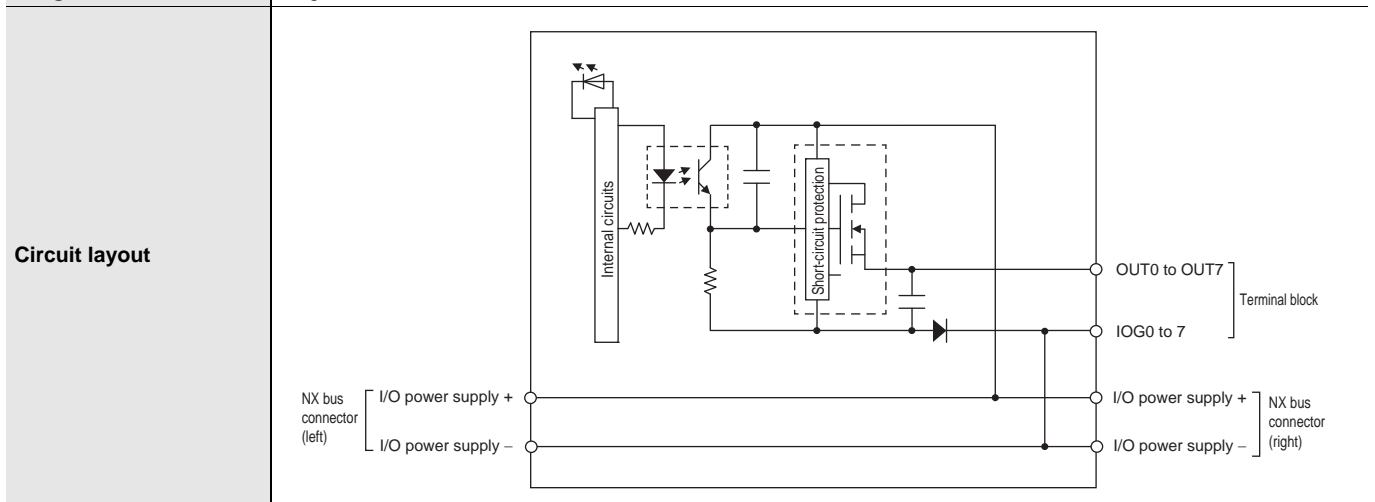 Circuit layout
Internal circuits
Short-circuit protection
OUT0 to OUT7
Terminal block
IOG0 to 7
NX bus
connector
(left)
I/O power supply +
I/O power supply –
I/O power supply +
I/O power supply –
NX bus
connector
(right)